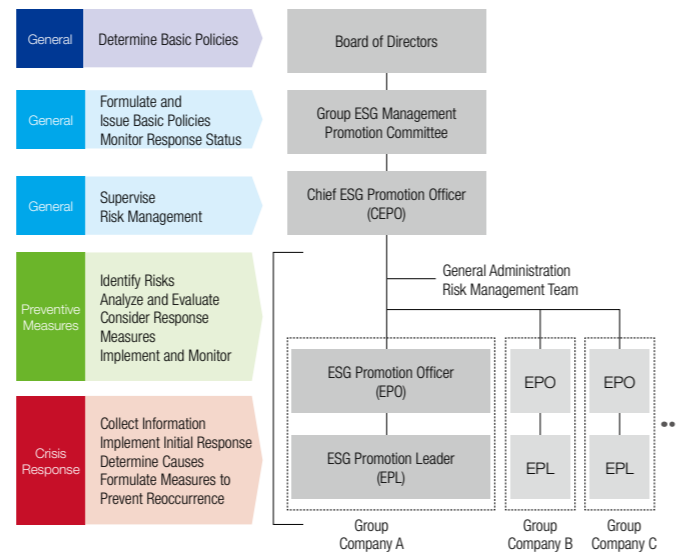 General
Determine Basic Policies
Board of Directors
General
Formulate and
Issue Basic Policies
Monitor Response Status
Group ESG Management
Promotion Committee
General
Supervise
Risk Management
Chief ESG Promotion Officer
(CEPO)
Preventive
Measures
Identify Risks
Analyze and Evaluate
Consider Response
Measures
Implement and Monitor
General Administration
Risk Management Team
ESG Promotion Officer
(EPO)
EPO
EPO
Crisis
Response
Collect Information
Implement Initial Response
Determine Causes
Formulate Measures to
Prevent Reoccurrence
ESG Promotion Leader
(EPL)
EPL
EPL
Group
Company A
Group
Company B
Group
Company C